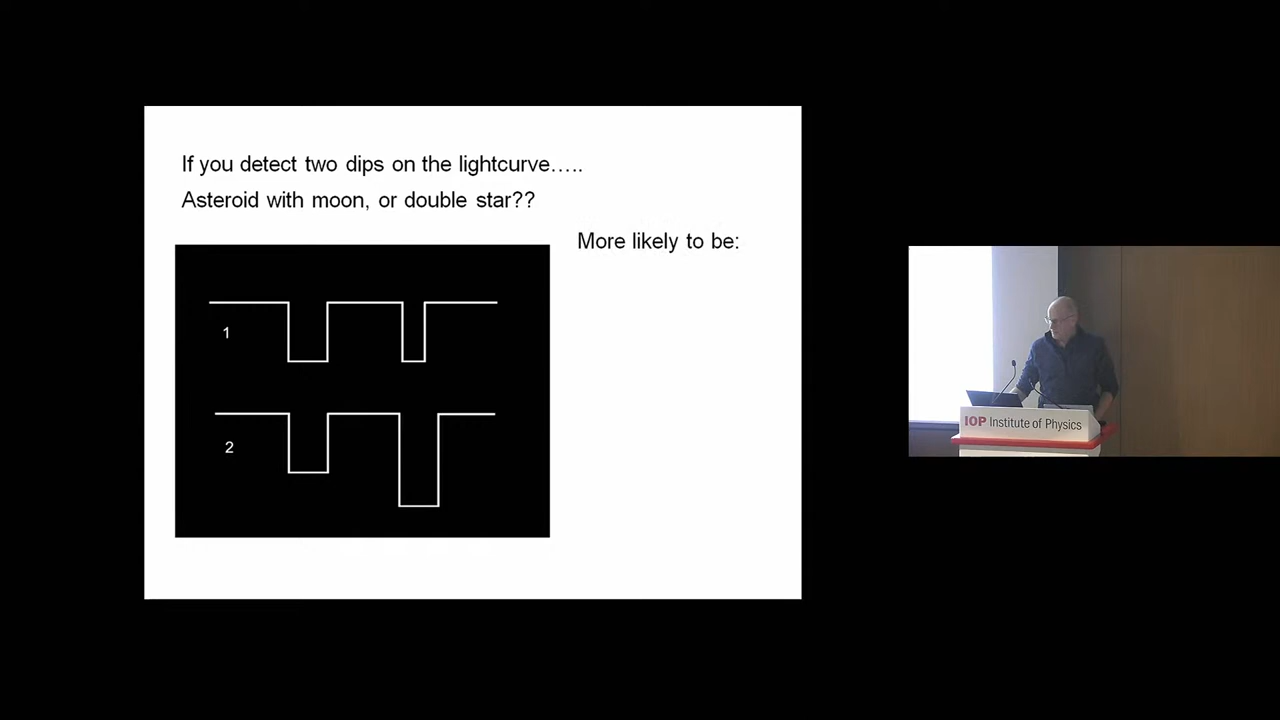 If you detect two dips on the lightcurve…..
Asteroid with moon, or double star??
More likely to be:
1
2
IOP Institute of Physics